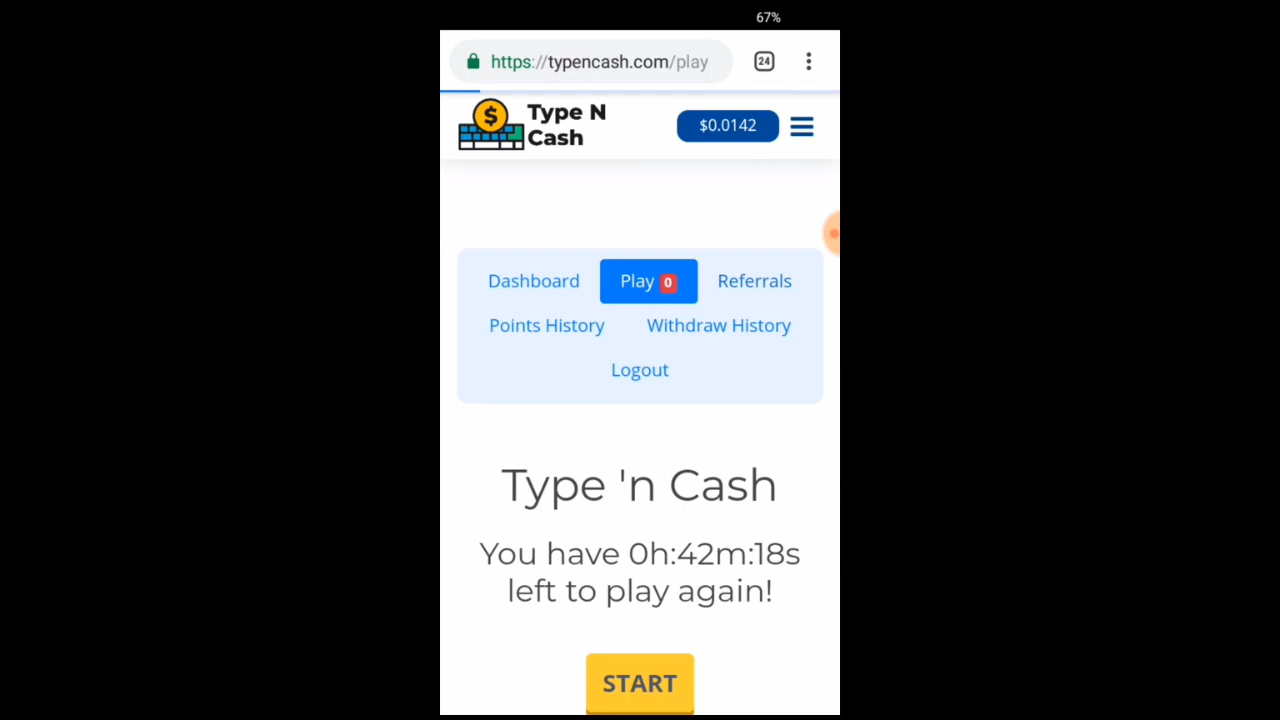 67%
https://typencash.com/play
24
$
Type N
Cash
$0.0142
Dashboard
Play 0
Referrals
Points History
Withdraw History
Logout
Type 'n Cash
You have 0h:42m:18s
left to play again!
START